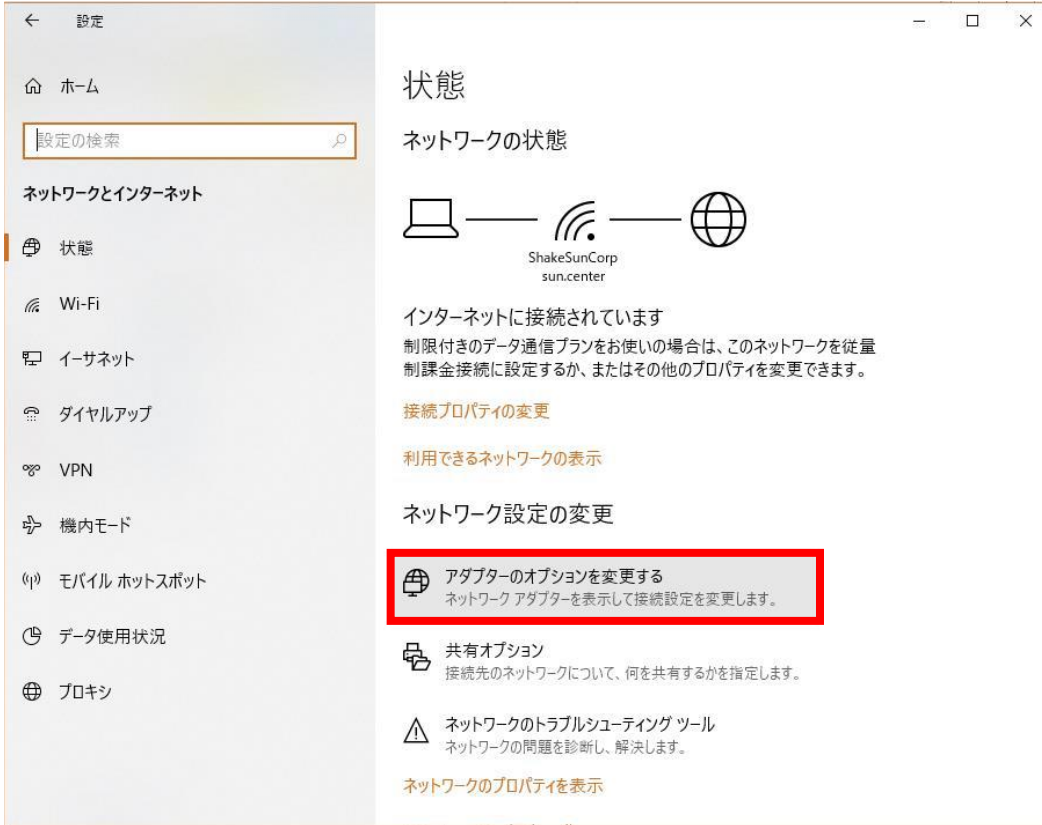 設定
ホーム
設定の検索
ネットワークとインターネット
状態
Wi-Fi
イーサネット
ダイヤルアップ
VPN
機内モード
モバイル ホットスポット
データ使用状況
プロキシ
状態
ネットワークの状態
ShakeSunCorp
sun.center
インターネットに接続されています
制限付きのデータ通信プランをお使いの場合は、このネットワークを従量
制課金接続に設定するか、またはその他のプロパティを変更できます。
接続プロパティの変更
利用できるネットワークの表示
ネットワーク設定の変更
アダプターのオプションを変更する
ネットワーク アダプターを表示して接続設定を変更します。
共有オプション
接続先のネットワークについて、何を共有するかを指定します。
ネットワークのトラブルシューティング ツール
ネットワークの問題を診断し、解決します。
ネットワークのプロパティを表示